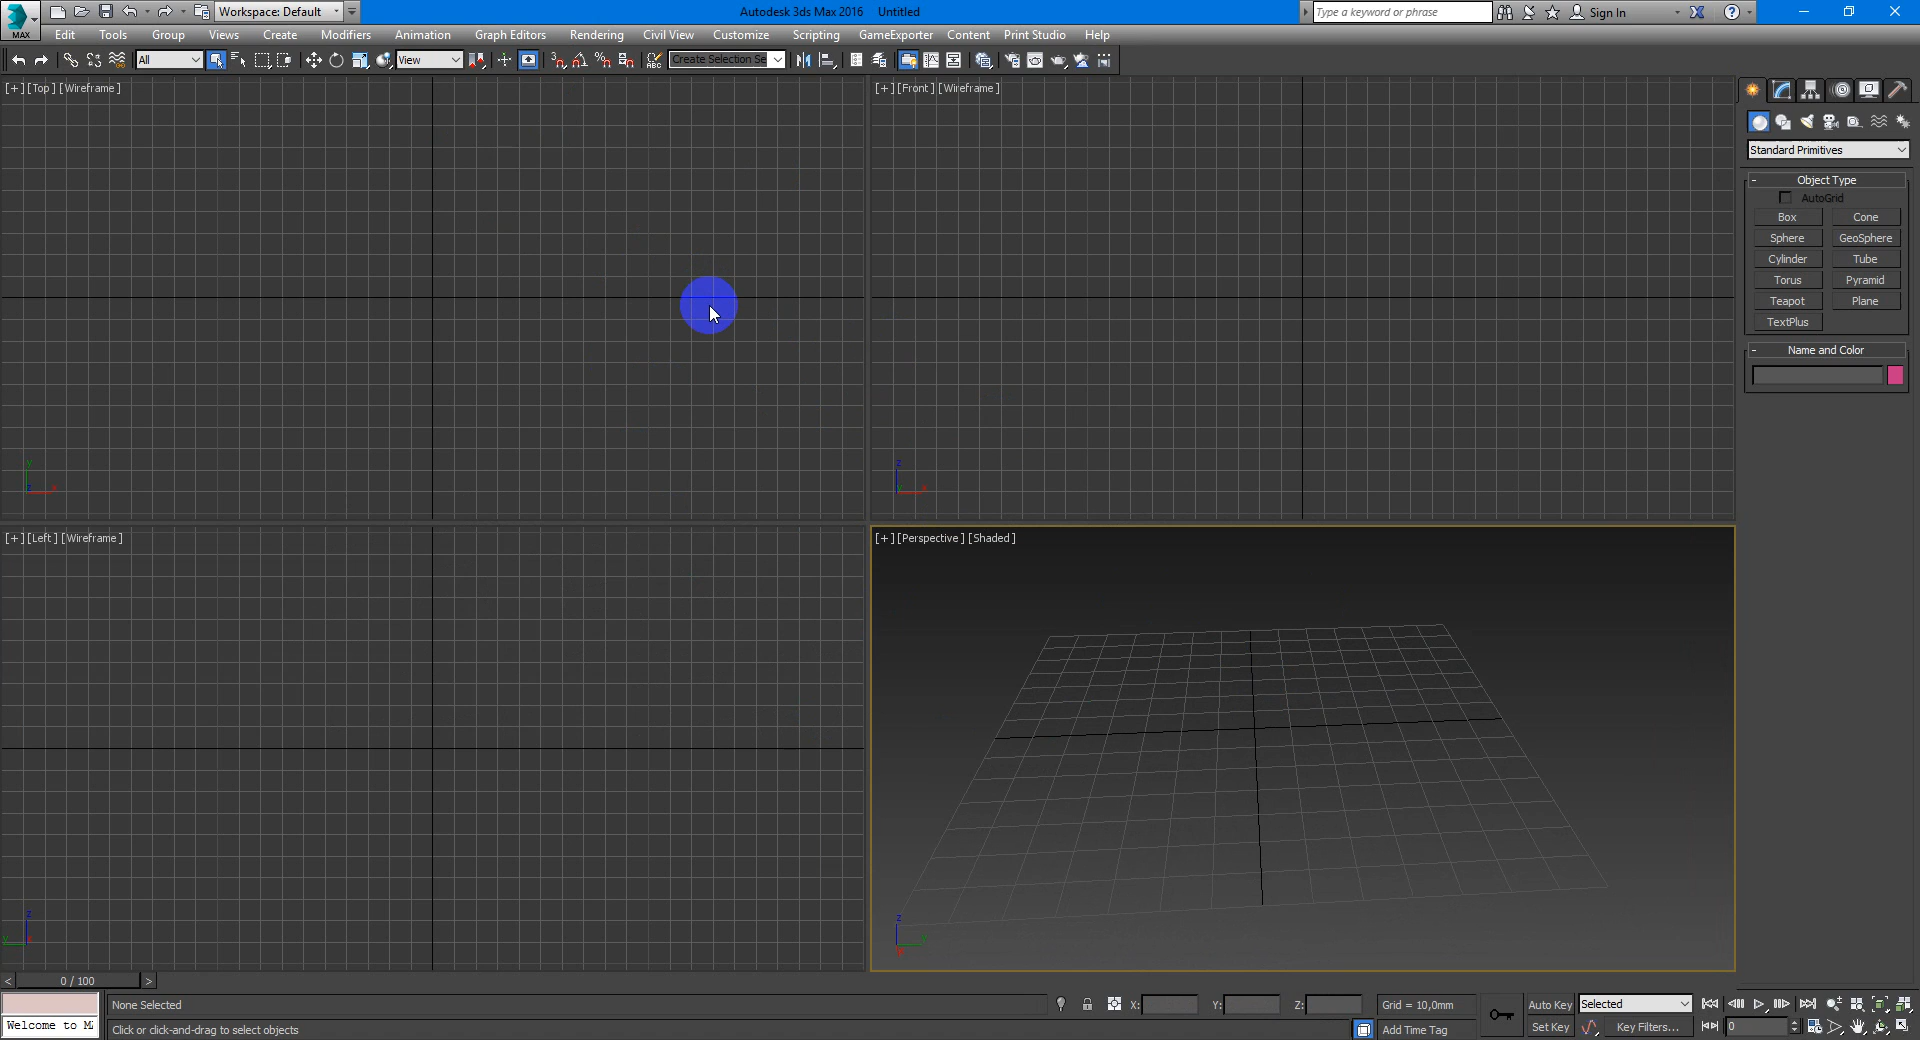 Workspace: Default
Autodesk 3ds Max 2016 Untitled
Type a keyword or phrase
Sign In
MAX
Edit Tools Group Views Create Modifiers Animation Graph Editors Rendering Civil View Customize Scripting GameExporter Content Print Studio Help
All
View
Create Selection Se
[+] [Top] [Wireframe]
[+] [Front] [Wireframe]
Standard Primitives
- Object Type
AutoGrid
Box Cone
Sphere GeoSphere
Cylinder Tube
Torus Pyramid
Teapot Plane
TextPlus
- Name and Color
y
z
x
z
y
x
[+] [Left] [Wireframe]
[+] [Perspective] [Shaded]
z
y
z
< 0 / 100 >
None Selected
X:
Y:
Z:
Grid = 10,0mm
Auto Key
Selected
Welcome to M
Click or click-and-drag to select objects
Add Time Tag
Set Key
Key Filters...
0